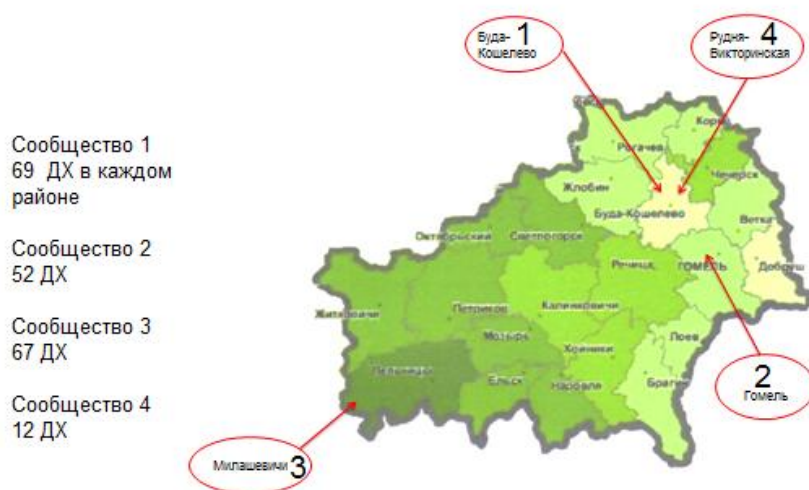 Буда- 1
Кошелево
Рудня- 4
Викторинская
Сообщество 1
69 ДХ в каждом
районе
Сообщество 2
52 ДХ
Сообщество 3
67 ДХ
Сообщество 4
12 ДХ
Рогачев
Чечерск
Жлобин
Буда-Кошелево
Ветка
Октябрьский
Светлогорск
Речица
ГОМЕЛЬ
Добруш
Житковичи
Петриков
Калинковичи
Мозырь
Лоев
Хойники
Лельчицы
Ельск
Наровля
Брагин
2
Гомель
Милашевичи 3